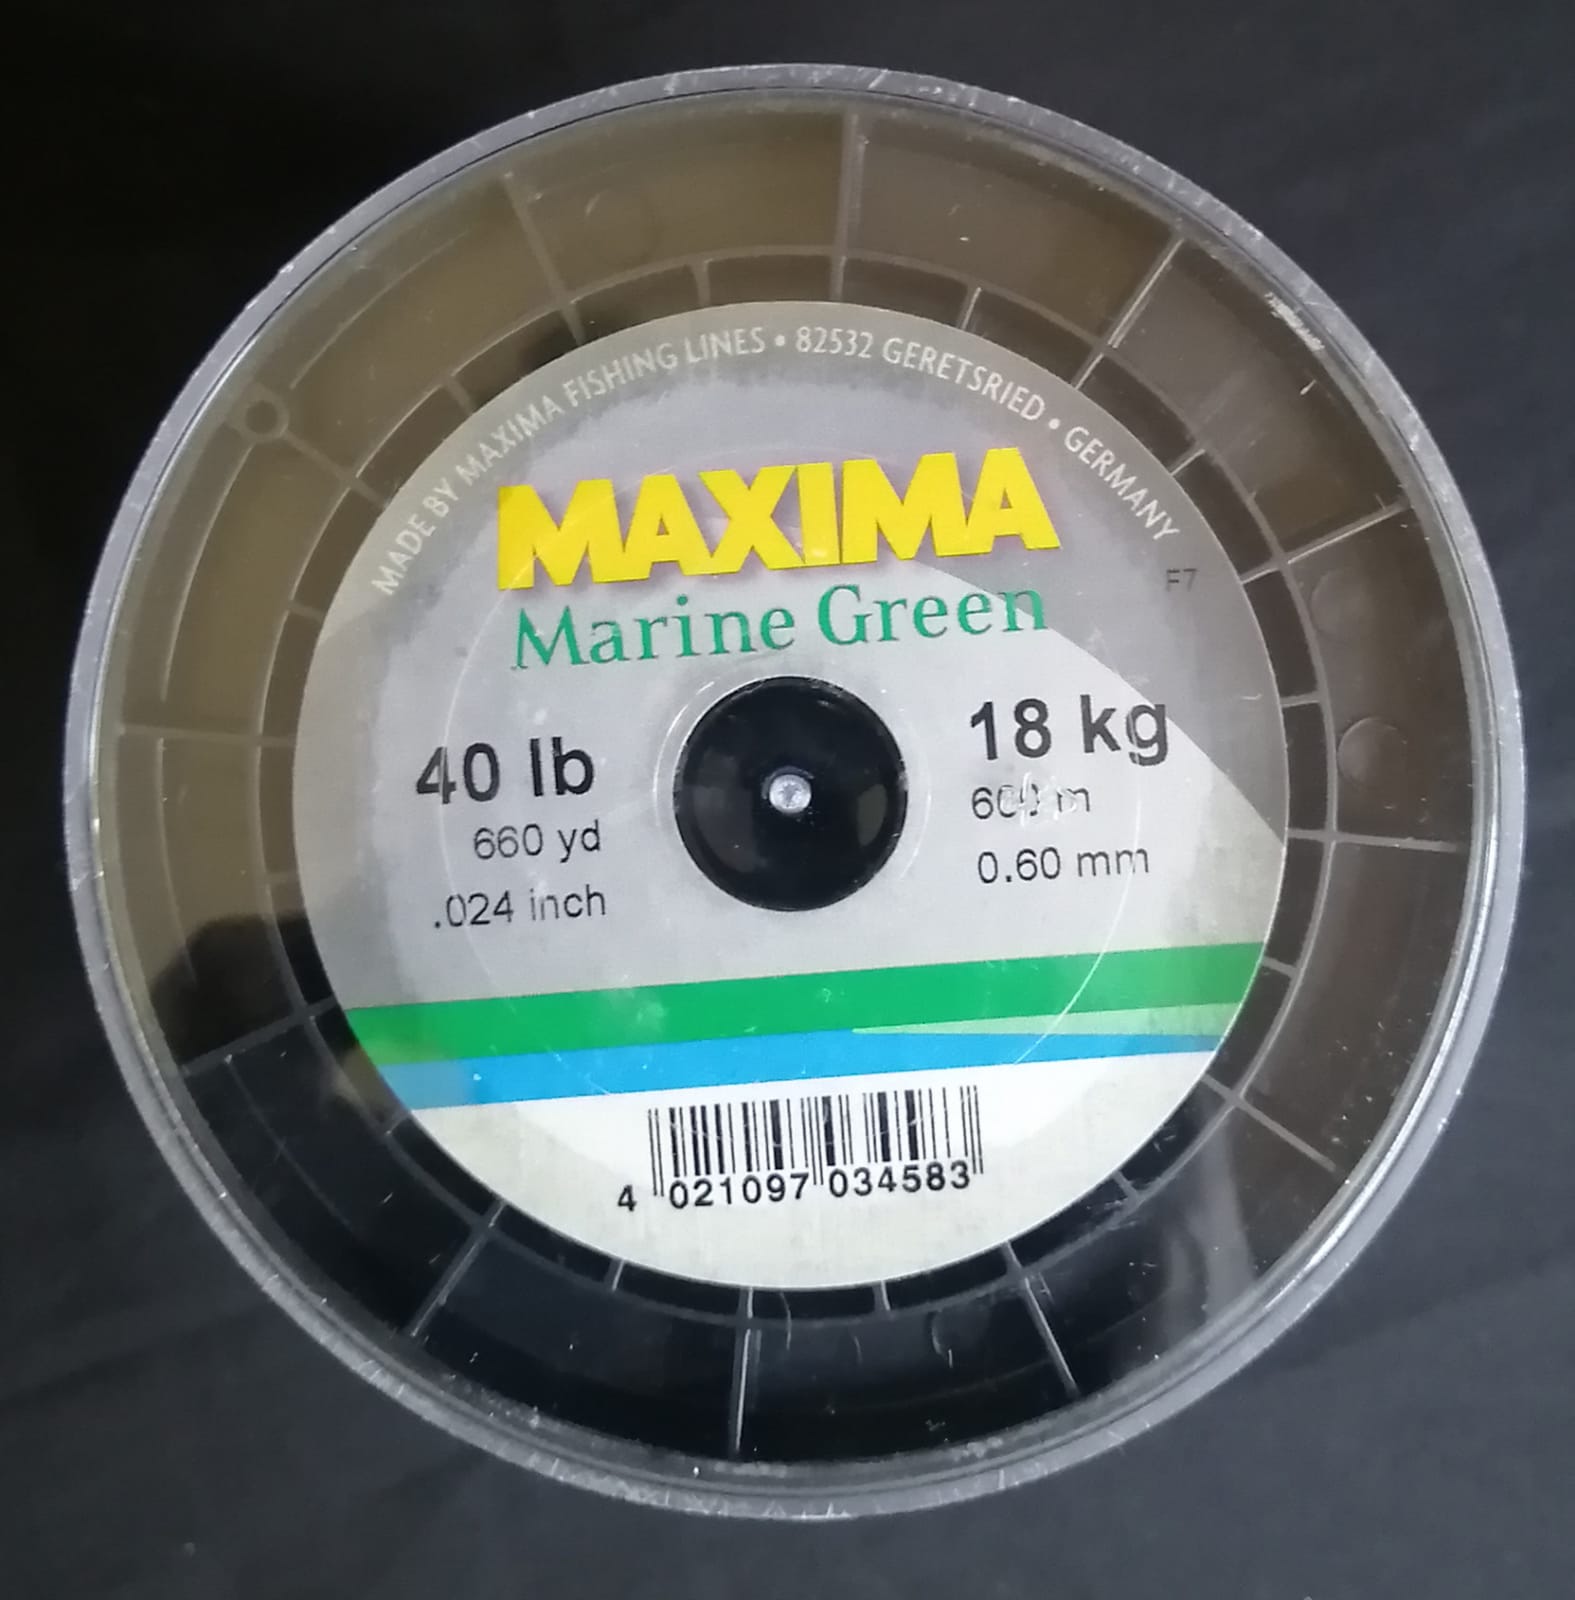 MADE BY MAXIMA FISHING LINES • 82532 GERETSRIED • GERMANY
MAXIMA
Marine Green
F7
40 lb
660 yd
.024 inch
18 kg
600 m
0.60 mm
4 021097 034583